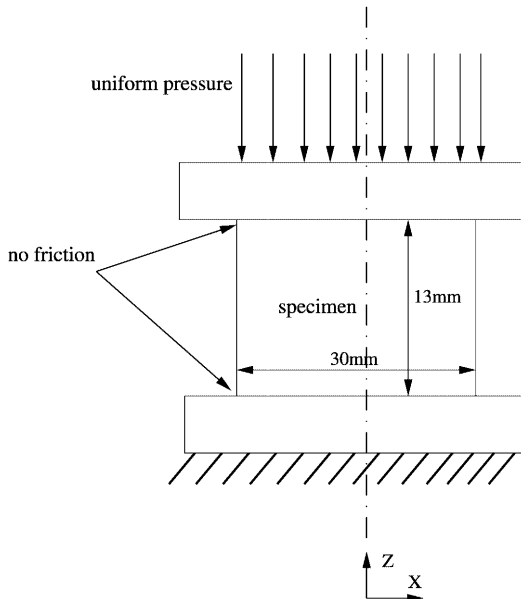 uniform pressure
no friction
13mm
specimen
30mm
Z
X